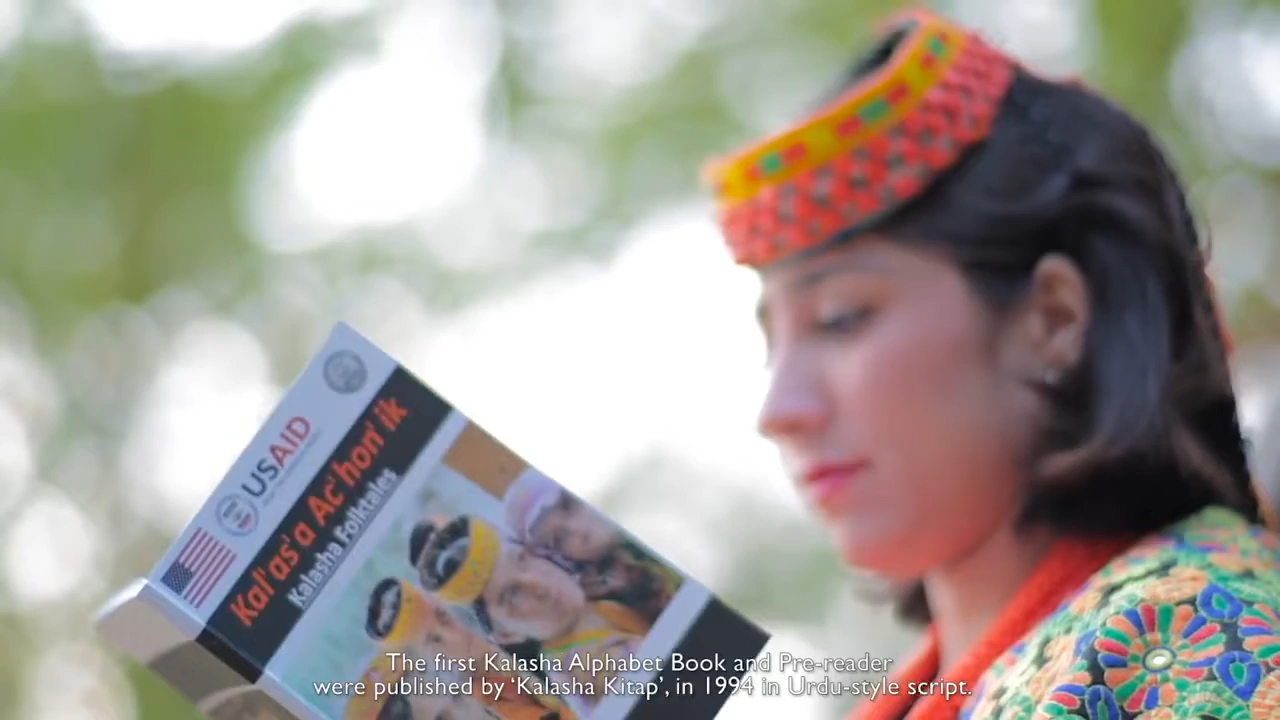 USAID
Kal'as'a Ac'hon' ik
Kalasha Folktales
The first Kalasha Alphabet Book and Pre-reader
were published by ‘Kalasha Kitap’, in 1994 in Urdu-style script.